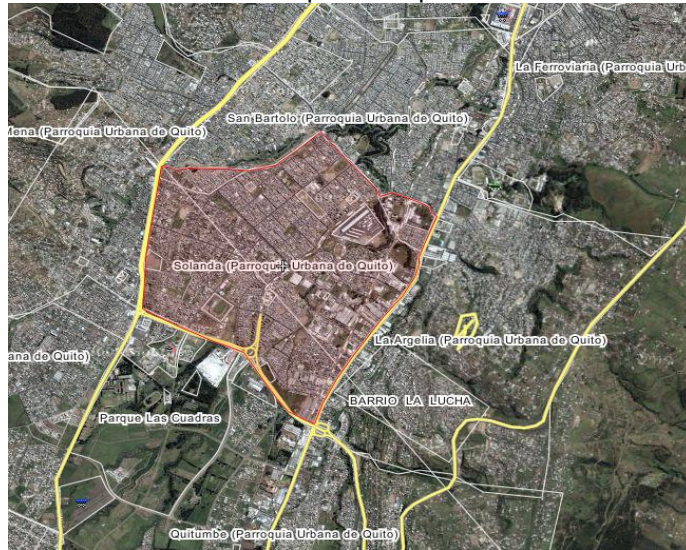 La Ferroviaria (Parroquia Urb
San Bartolo (Parroquia Urbana de Quito)
Mena (Parroquia Urbana de Quito)
Solanda (Parroquia Urbana de Quito)
La Argelia (Parroquia Urbana de Quito)
ana de Quito)
BARRIO LA LUCHA
Parque Las Cuadras
Quitumbe (Parroquia Urbana de Quito)